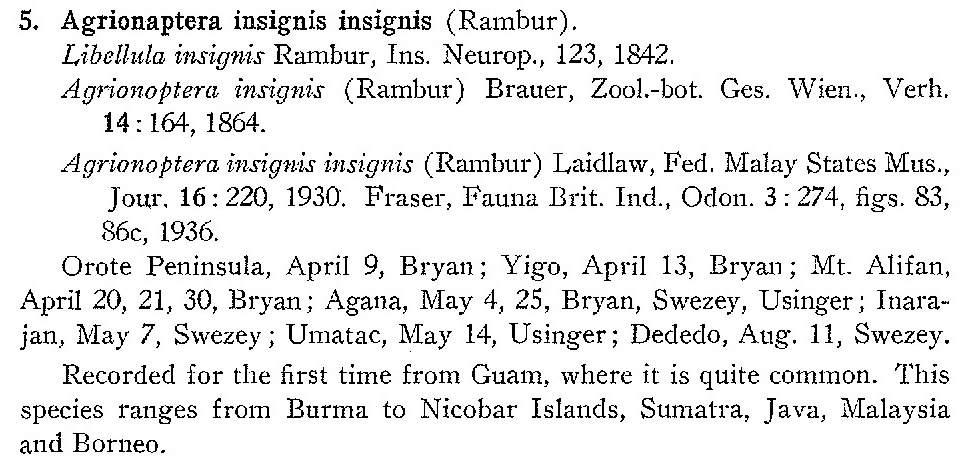 5. Agrionaptera insignis insignis (Rambur).
Libellula insignis Rambur, Ins. Neurop., 123, 1842.
Agrionoptera insignis (Rambur) Brauer, Zool.-bot. Ges. Wien., Verh.
14: 164, 1864.
Agrionoptera insignis insignis (Rambur) Laidlaw, Fed. Malay States Mus.,
Jour. 16: 220, 1930. Fraser, Fauna Brit. Ind., Odon. 3: 274, figs. 83,
86c, 1936.
Orote Peninsula, April 9, Bryan; Yigo, April 13, Bryan; Mt. Alifan,
April 20, 21, 30, Bryan; Agana, May 4, 25, Bryan, Swezey, Usinger; Inara-
jan, May 7, Swezey; Umatac, May 14, Usinger; Dededo, Aug. 11, Swezey.
Recorded for the first time from Guam, where it is quite common. This
species ranges from Burma to Nicobar Islands, Sumatra, Java, Malaysia
and Borneo.